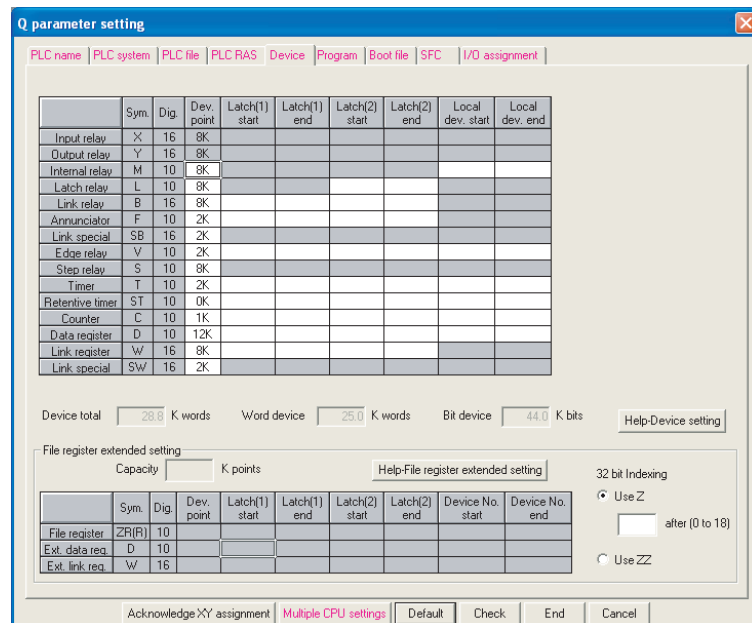 Q parameter setting
PLC name PLC system PLC file PLC RAS Device Program Boot file SFC I/O assignment
Sym. Dig. Dev. point Latch(1) start Latch(1) end Latch(2) start Latch(2) end Local dev. start Local dev. end
Input relay X 16 8K
Output relay Y 16 8K
Internal relay M 10 8K
Latch relay L 10 8K
Link relay B 16 8K
Annunciator F 10 2K
Link special SB 16 2K
Edge relay V 10 2K
Step relay S 10 8K
Timer T 10 2K
Retentive timer ST 10 0K
Counter C 10 1K
Data register D 10 12K
Link register W 16 8K
Link special SW 16 2K
Device total 28.8 K words Word device 25.0 K words Bit device 44.0 K bits Help-Device setting
File register extended setting
Capacity K points Help-File register extended setting
32 bit Indexing
Use Z
after (0 to 18)
Use ZZ
Sym. Dig. Dev. point Latch(1) start Latch(1) end Latch(2) start Latch(2) end Device No. start Device No. end
File register ZR(R) 10
Ext. data reg. D 10
Ext. link reg. W 16
Acknowledge XY assignment Multiple CPU settings Default Check End Cancel